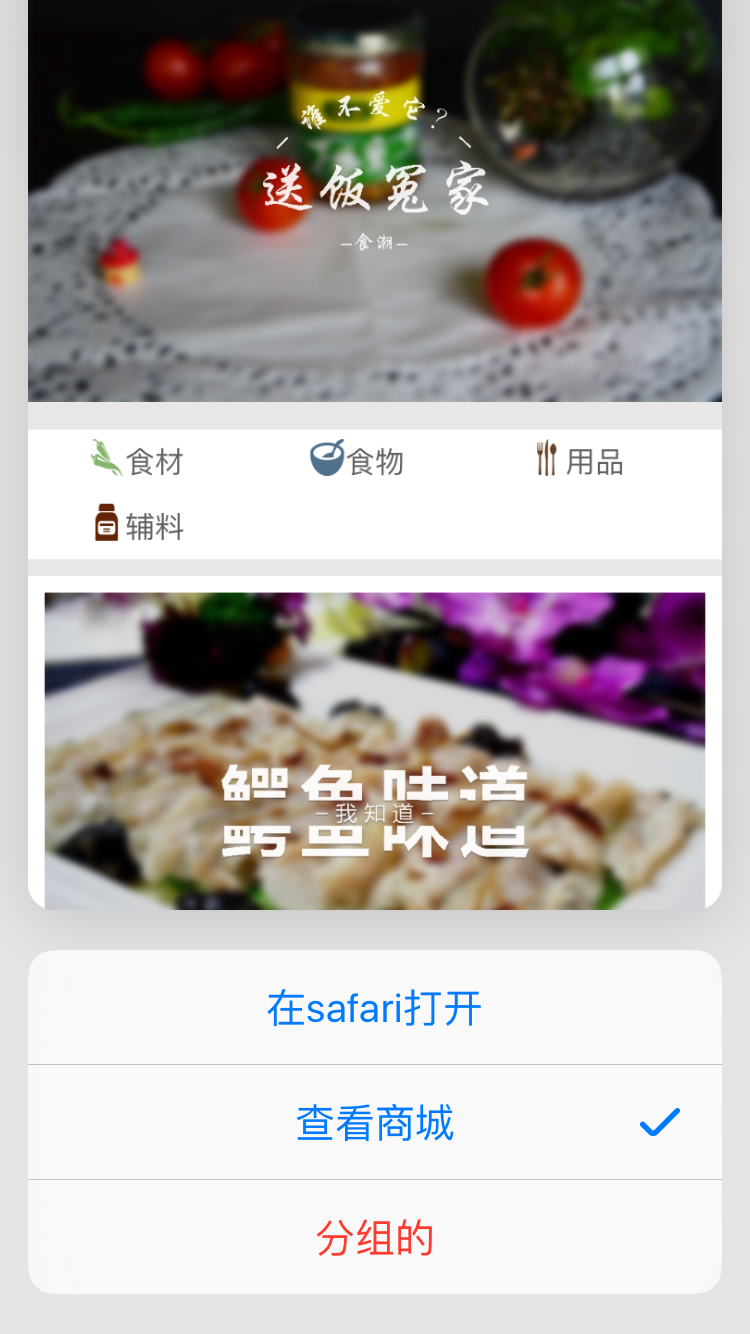 谁不爱它?
送饭冤家
–食潮–
食材 食物 用品
辅料
鳄鱼味道
–我知道–
在safari打开
查看商城
分组的